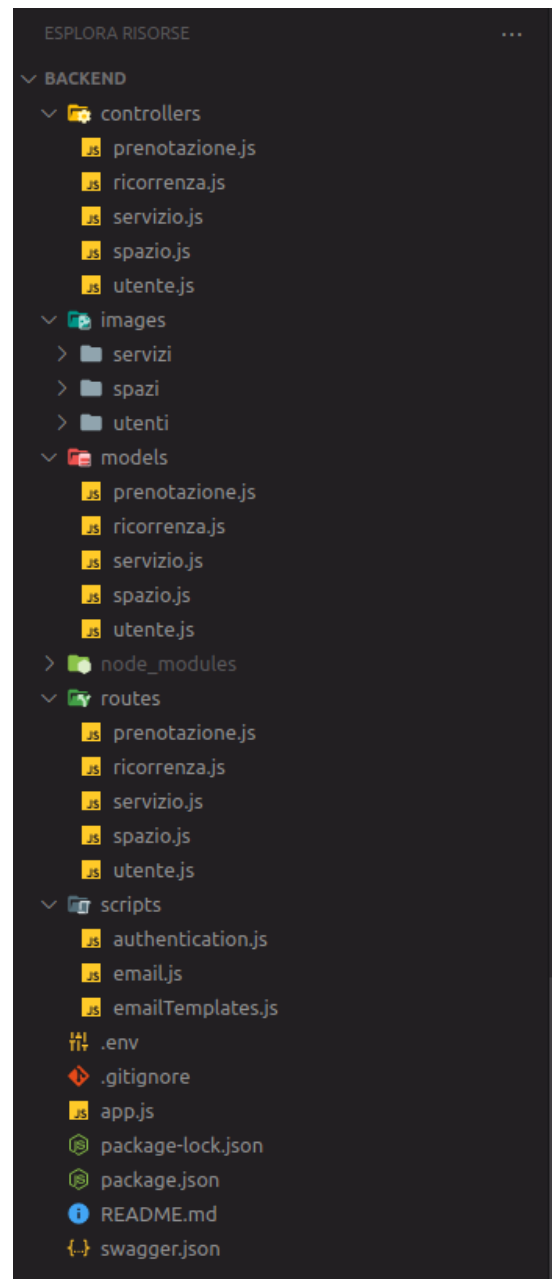 ESPLORA RISORSE ...
BACKEND
controllers
JS prenotazione.js
JS ricorrenza.js
JS servizio.js
JS spazio.js
JS utente.js
images
servizi
spazi
utenti
models
JS prenotazione.js
JS ricorrenza.js
JS servizio.js
JS spazio.js
JS utente.js
node_modules
routes
JS prenotazione.js
JS ricorrenza.js
JS servizio.js
JS spazio.js
JS utente.js
scripts
JS authentication.js
JS email.js
JS emailTemplates.js
.env
.gitignore
JS app.js
package-lock.json
package.json
README.md
{..} swagger.json